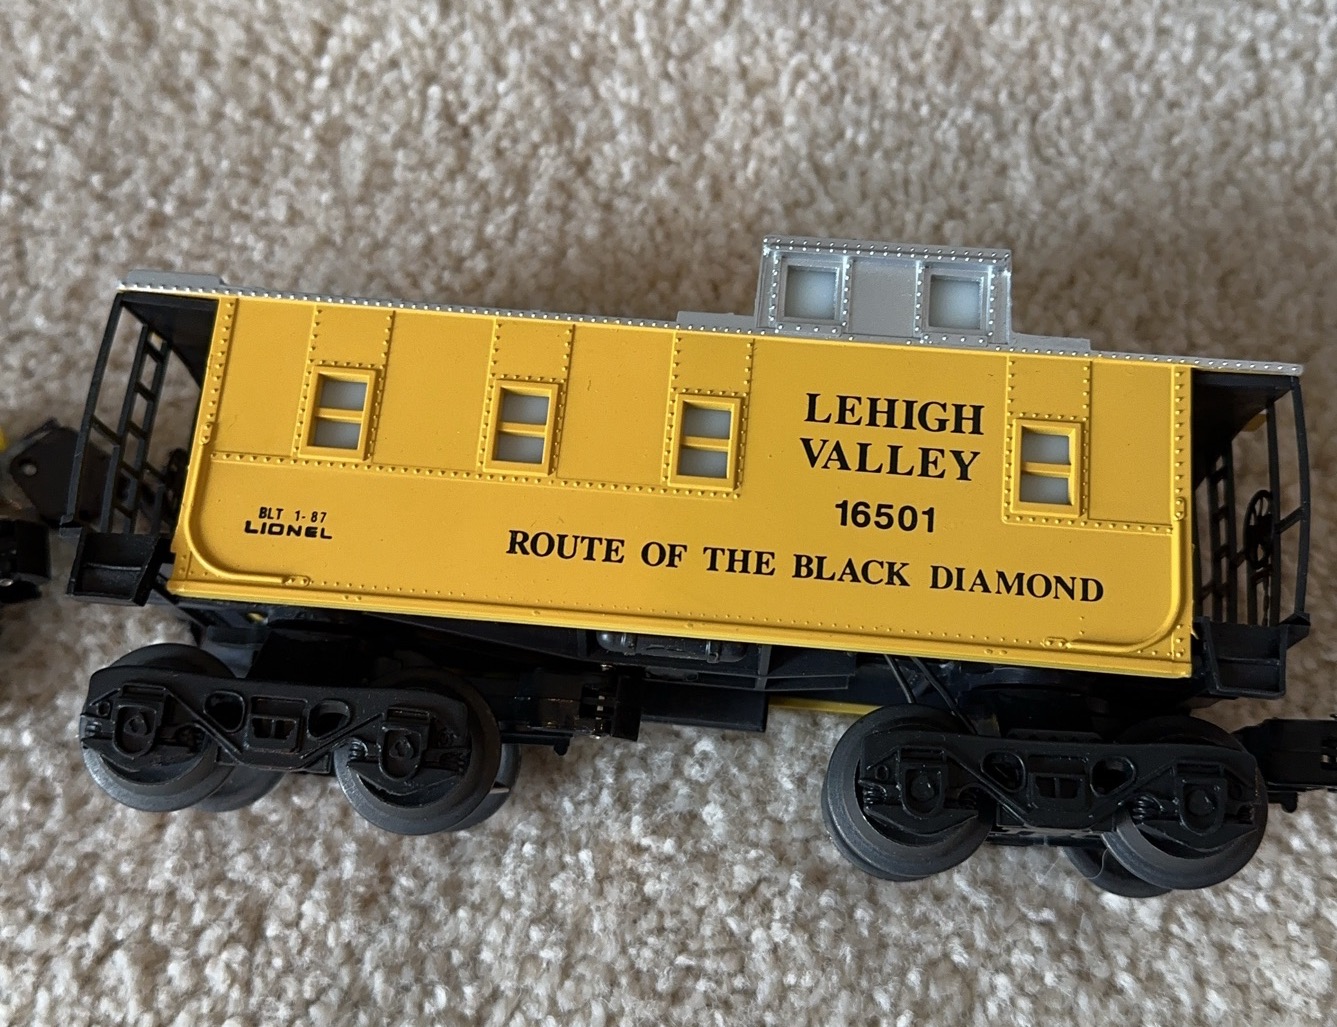 LEHIGH
VALLEY
16501
BLT 1-87
LIONEL
ROUTE OF THE BLACK DIAMOND